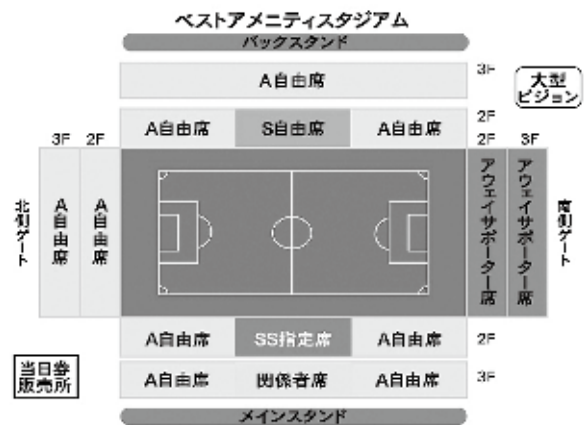 ベストアメニティスタジアム
バックスタンド
A自由席 3F
大型
ビジョン
A自由席 S自由席 A自由席 2F
3F 2F
2F 3F
北側ゲート
A自由席
A自由席
アウェイサポーター席
アウェイサポーター席
南側ゲート
A自由席 SS指定席 A自由席 2F
A自由席 関係者席 A自由席 3F
当日券
販売所
メインスタンド